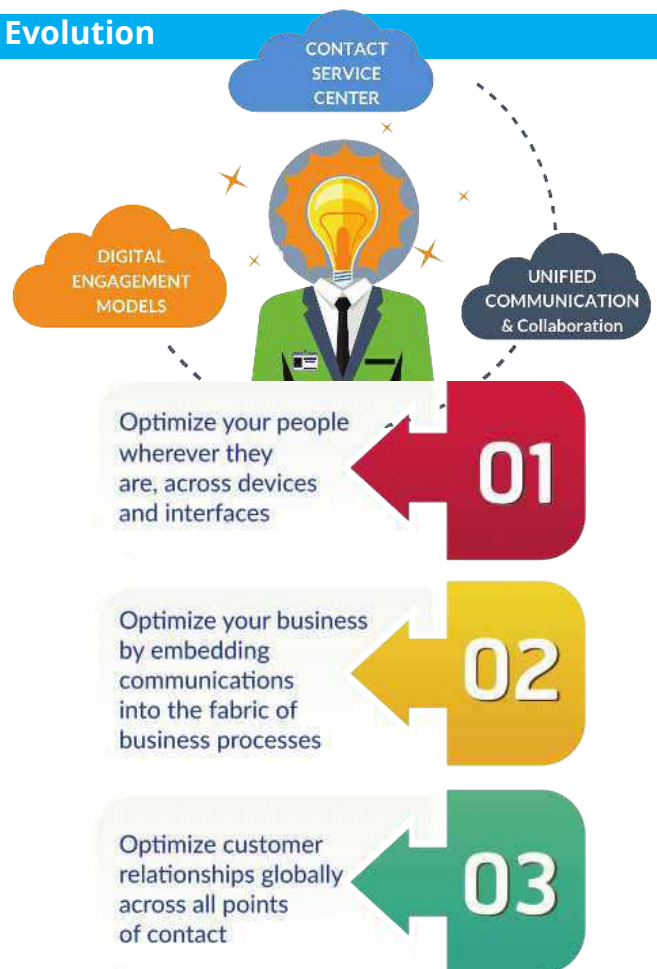 Evolution
CONTACT
SERVICE
CENTER
DIGITAL
ENGAGEMENT
MODELS
UNIFIED
COMMUNICATION
& Collaboration
Optimize your people
wherever they
are, across devices
and interfaces
01
Optimize your business
by embedding
communications
into the fabric of
business processes
02
Optimize customer
relationships globally
across all points
of contact
03